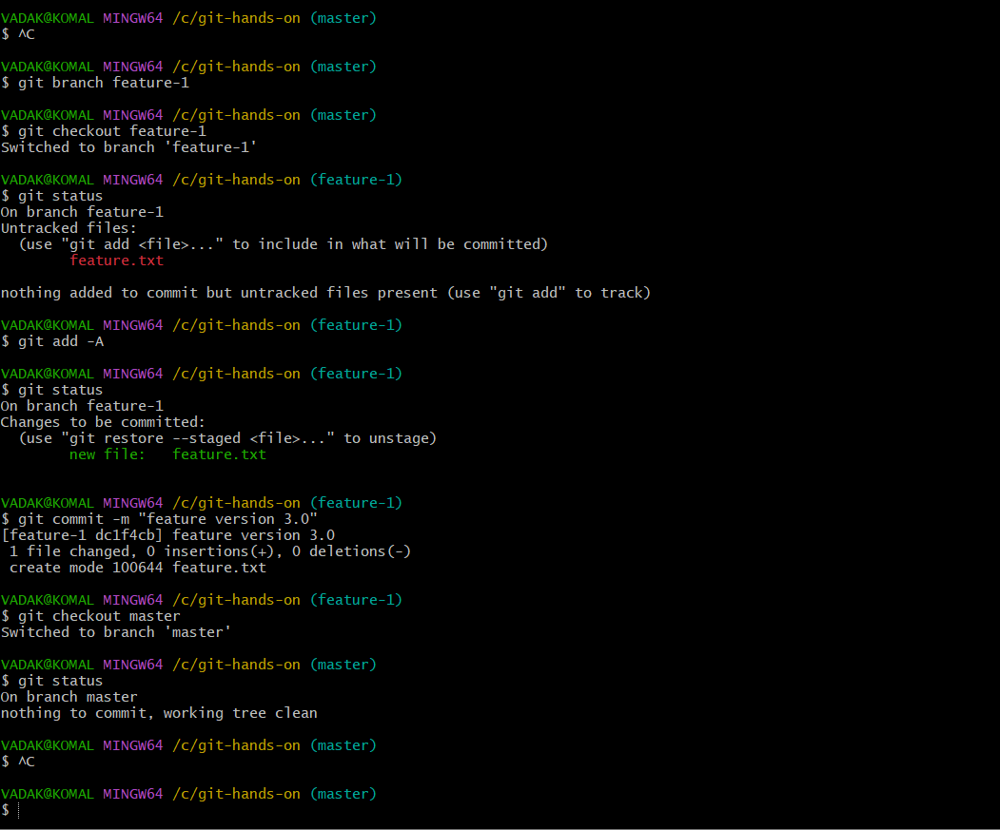 VADAK@KOMAL MINGW64 /c/git-hands-on (master)
$ ^C
VADAK@KOMAL MINGW64 /c/git-hands-on (master)
$ git branch feature-1
VADAK@KOMAL MINGW64 /c/git-hands-on (master)
$ git checkout feature-1
Switched to branch 'feature-1'
VADAK@KOMAL MINGW64 /c/git-hands-on (feature-1)
$ git status
On branch feature-1
Untracked files:
  (use "git add <file>..." to include in what will be committed)
        feature.txt
nothing added to commit but untracked files present (use "git add" to track)
VADAK@KOMAL MINGW64 /c/git-hands-on (feature-1)
$ git add -A
VADAK@KOMAL MINGW64 /c/git-hands-on (feature-1)
$ git status
On branch feature-1
Changes to be committed:
  (use "git restore --staged <file>..." to unstage)
        new file:   feature.txt
VADAK@KOMAL MINGW64 /c/git-hands-on (feature-1)
$ git commit -m "feature version 3.0"
[feature-1 dc1f4cb] feature version 3.0
 1 file changed, 0 insertions(+), 0 deletions(-)
 create mode 100644 feature.txt
VADAK@KOMAL MINGW64 /c/git-hands-on (feature-1)
$ git checkout master
Switched to branch 'master'
VADAK@KOMAL MINGW64 /c/git-hands-on (master)
$ git status
On branch master
nothing to commit, working tree clean
VADAK@KOMAL MINGW64 /c/git-hands-on (master)
$ ^C
VADAK@KOMAL MINGW64 /c/git-hands-on (master)
$